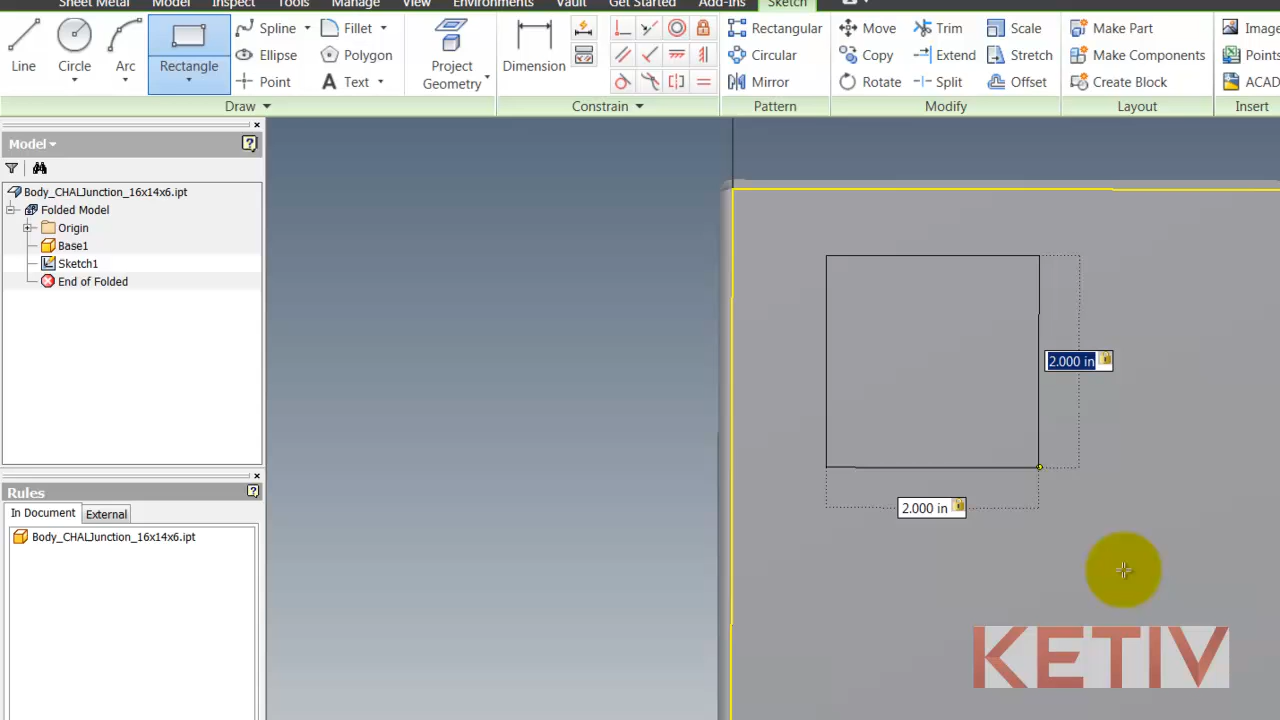 Sheet Metal Model Inspect Tools Manage View Environments Vault Get Started Add-Ins Sketch
Line Circle Arc Rectangle Spline Fillet Project Geometry Dimension Rectangular Move Trim Scale Make Part Image
Ellipse Polygon Circular Copy Extend Stretch Make Components Points
Point Text Mirror Rotate Split Offset Create Block ACAD
Draw Constrain Pattern Modify Layout Insert
Model
Body_CHALJunction_16x14x6.ipt
Folded Model
Origin
Base1
Sketch1
End of Folded
2.000 in
2.000 in
Rules
In Document External
Body_CHALJunction_16x14x6.ipt
KETIV